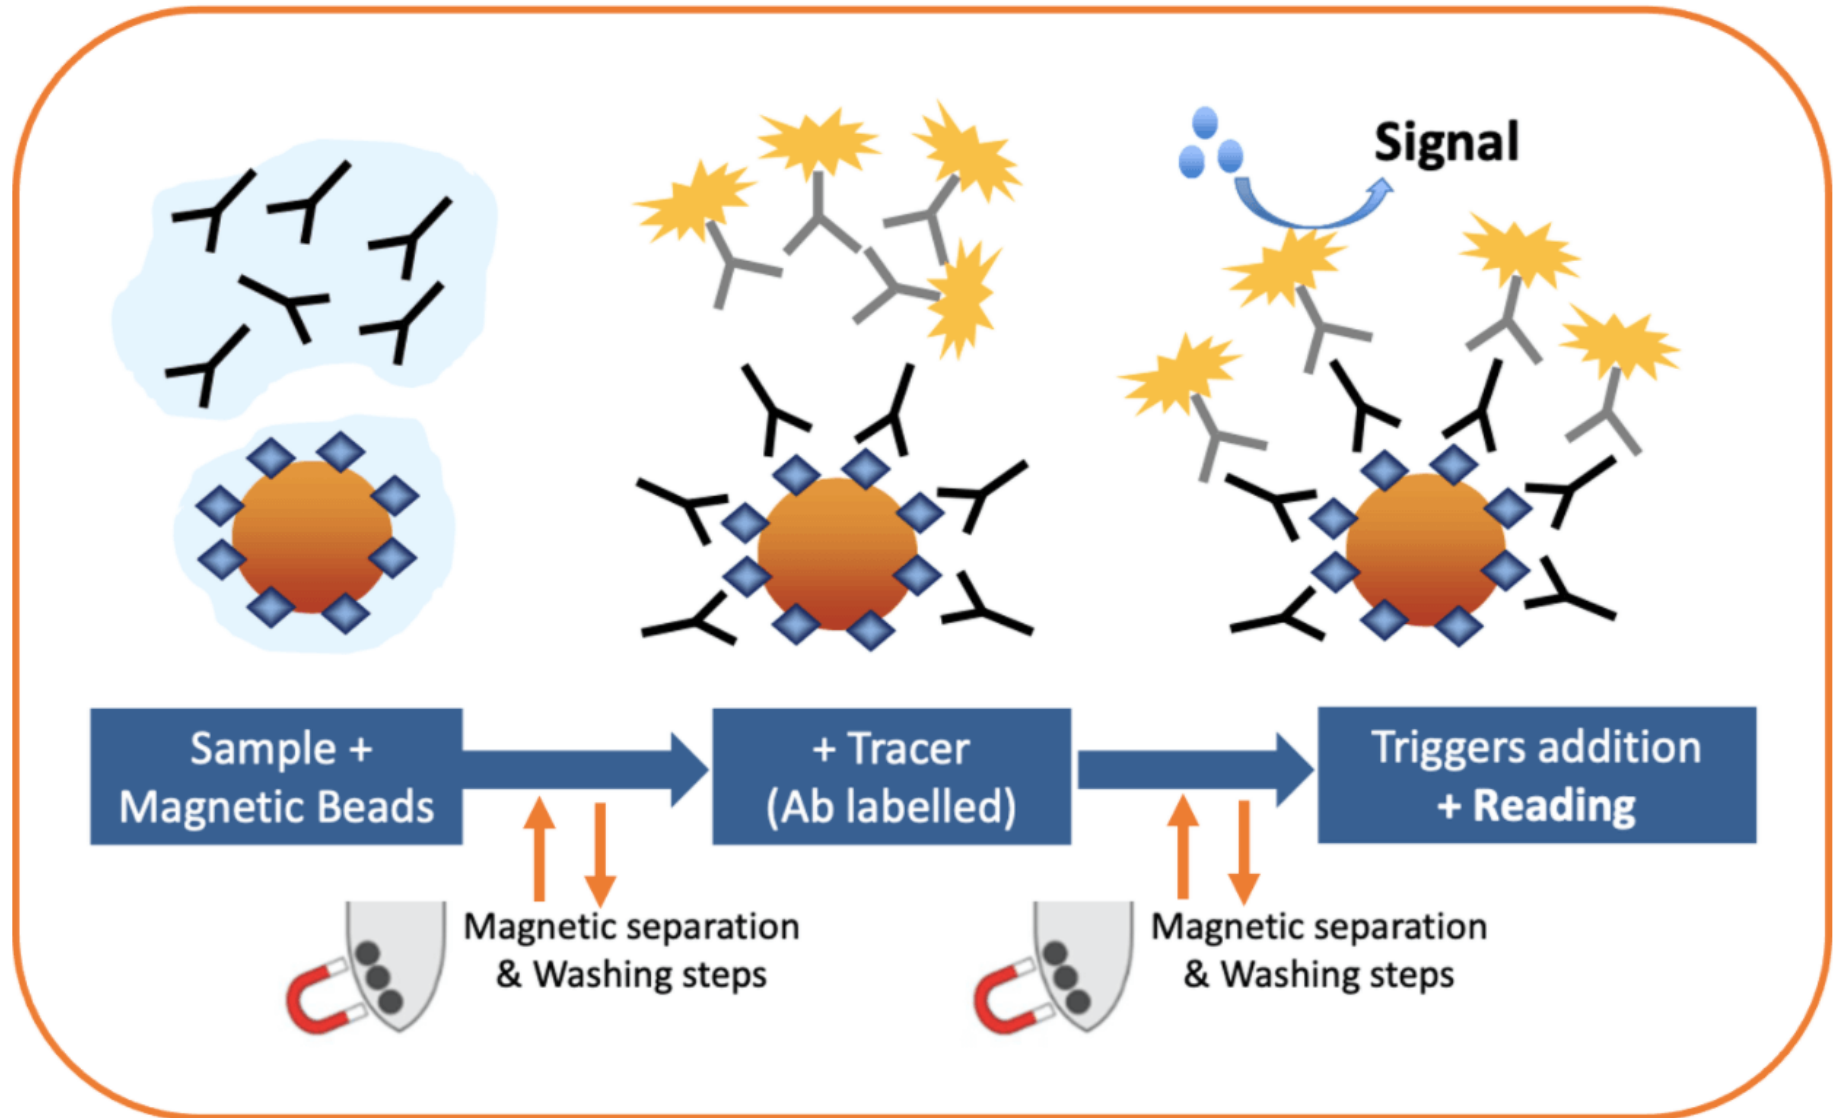 Signal
Sample +
Magnetic Beads
+ Tracer
(Ab labelled)
Triggers addition
+ Reading
Magnetic separation
& Washing steps
Magnetic separation
& Washing steps